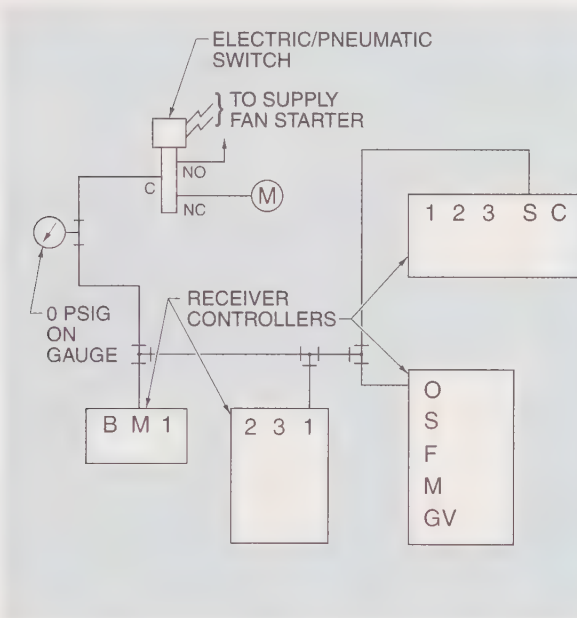 ELECTRIC/PNEUMATIC
SWITCH
TO SUPPLY
FAN STARTER
NO
C
NC
M
1 2 3 S C
0 PSIG
ON
GAUGE
RECEIVER
CONTROLLERS
B M 1
2 3 1
O
S
F
M
GV